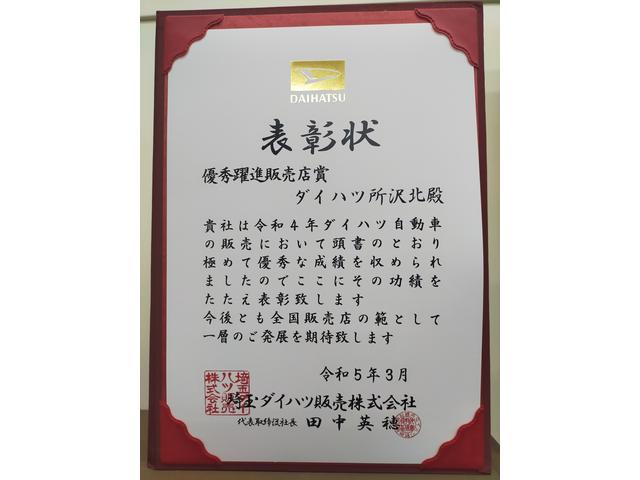 DAIHATSU
表彰状
優秀躍進販売店賞
ダイハツ所沢北殿
貴社は令和4年ダイハツ自動車
の販売において頭書のとおり
極めて優秀な成績を収められ
ましたのでここにその功績を
たたえ表彰致します
今後とも全国販売店の範として
一層のご発展を期待致します
令和5年3月
埼玉ダイハツ販売株式会社
代表取締役社長 田中英穂